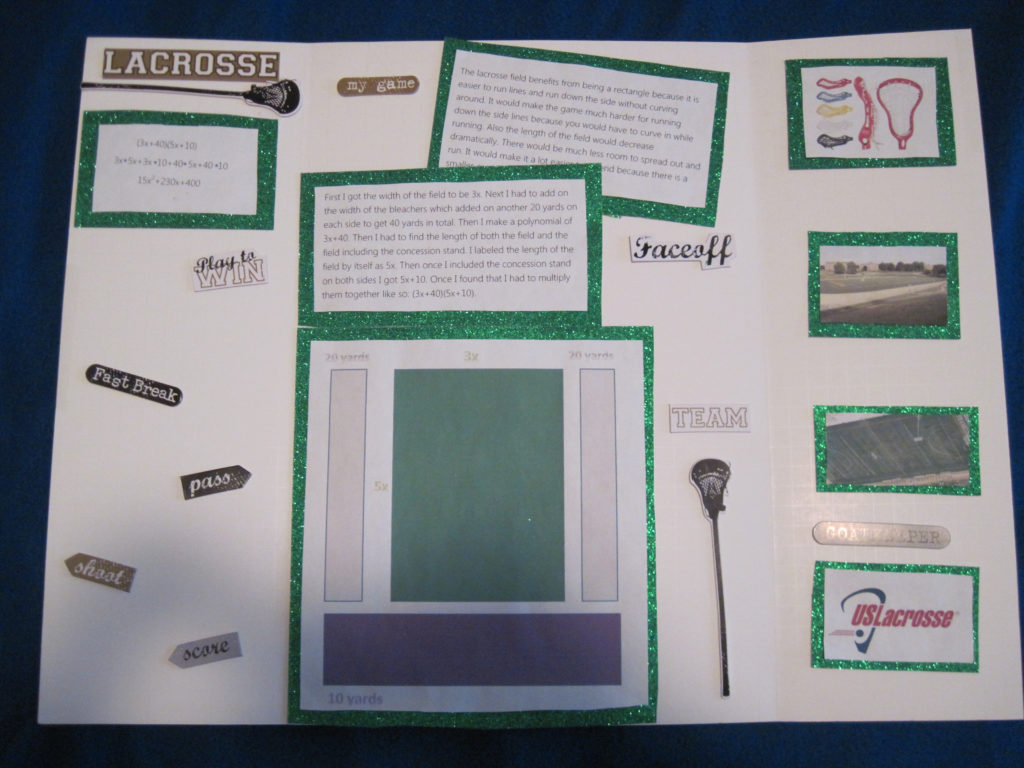 LACROSSE
my game
(3x+40)(5x+10)
3x•5x+3x•10+40•5x+40•10
15x²+230x+400
The lacrosse field benefits from being a rectangle because it is
easier to run lines and run down the side without curving
around. It would make the game much harder for running
down the side lines because you would have to curve in while
running. Also the length of the field would decrease
dramatically. There would be much less room to spread out and
run. It would make it a lot because there is a
First I got the width of the field to be 3x. Next I had to add on
the width of the bleachers which added on another 20 yards on
each side to get 40 yards in total. Then I make a polynomial of
3x+40. Then I had to find the length of both the field and the
field including the concession stand. I labeled the length of the
field by itself as 5x. Then once I included the concession stand
on both sides I got 5x+10. Once I found that I had to multiply
them together like so: (3x+40)(5x+10).
Play to
WIN
Faceoff
Fast Break
pass
shoot
score
20 yards 3x 20 yards
5x
10 yards
TEAM
GOALKEEPER
USLacrosse